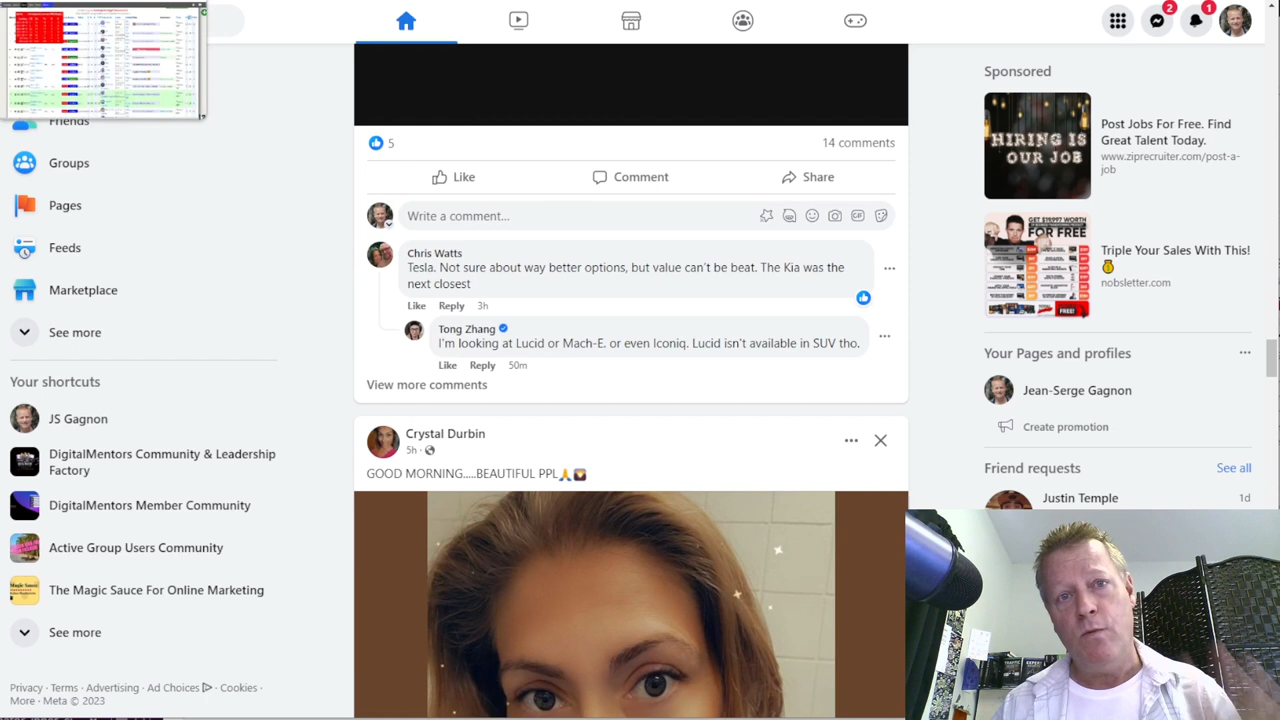 2
1
Friends
Groups
Pages
Feeds
Marketplace
See more
Your shortcuts
JS Gagnon
DigitalMentors Community & Leadership
Factory
DigitalMentors Member Community
Active Group Users Community
The Magic Sauce For Online Marketing
See more
Privacy · Terms · Advertising · Ad Choices · Cookies ·
More · Meta © 2023
5
14 comments
Like
Comment
Share
Write a comment...
GIF
Chris Watts
Tesla. Not sure about way better options, but value can't be beat. The kia was the
next closest
Like Reply 3h
Tong Zhang
I'm looking at Lucid or Mach-E. or even Iconiq. Lucid isn't available in SUV tho.
Like Reply 50m
View more comments
Crystal Durbin
5h ·
GOOD MORNING.....BEAUTIFUL PPL🙏🌄
Sponsored
HIRING IS
OUR JOB
Post Jobs For Free. Find
Great Talent Today.
www.ziprecruiter.com/post-a-
job
GET $19,997 WORTH
FOR FREE
Triple Your Sales With This!
💰
nobsletter.com
Your Pages and profiles
Jean-Serge Gagnon
Create promotion
Friend requests
See all
Justin Temple
1d